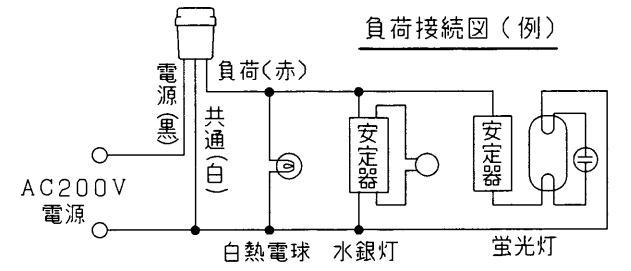 負荷接続図(例)
電源(黒)
共通(白)
負荷(赤)
AC200V
電源
安定器
安定器
白熱電球
水銀灯
蛍光灯